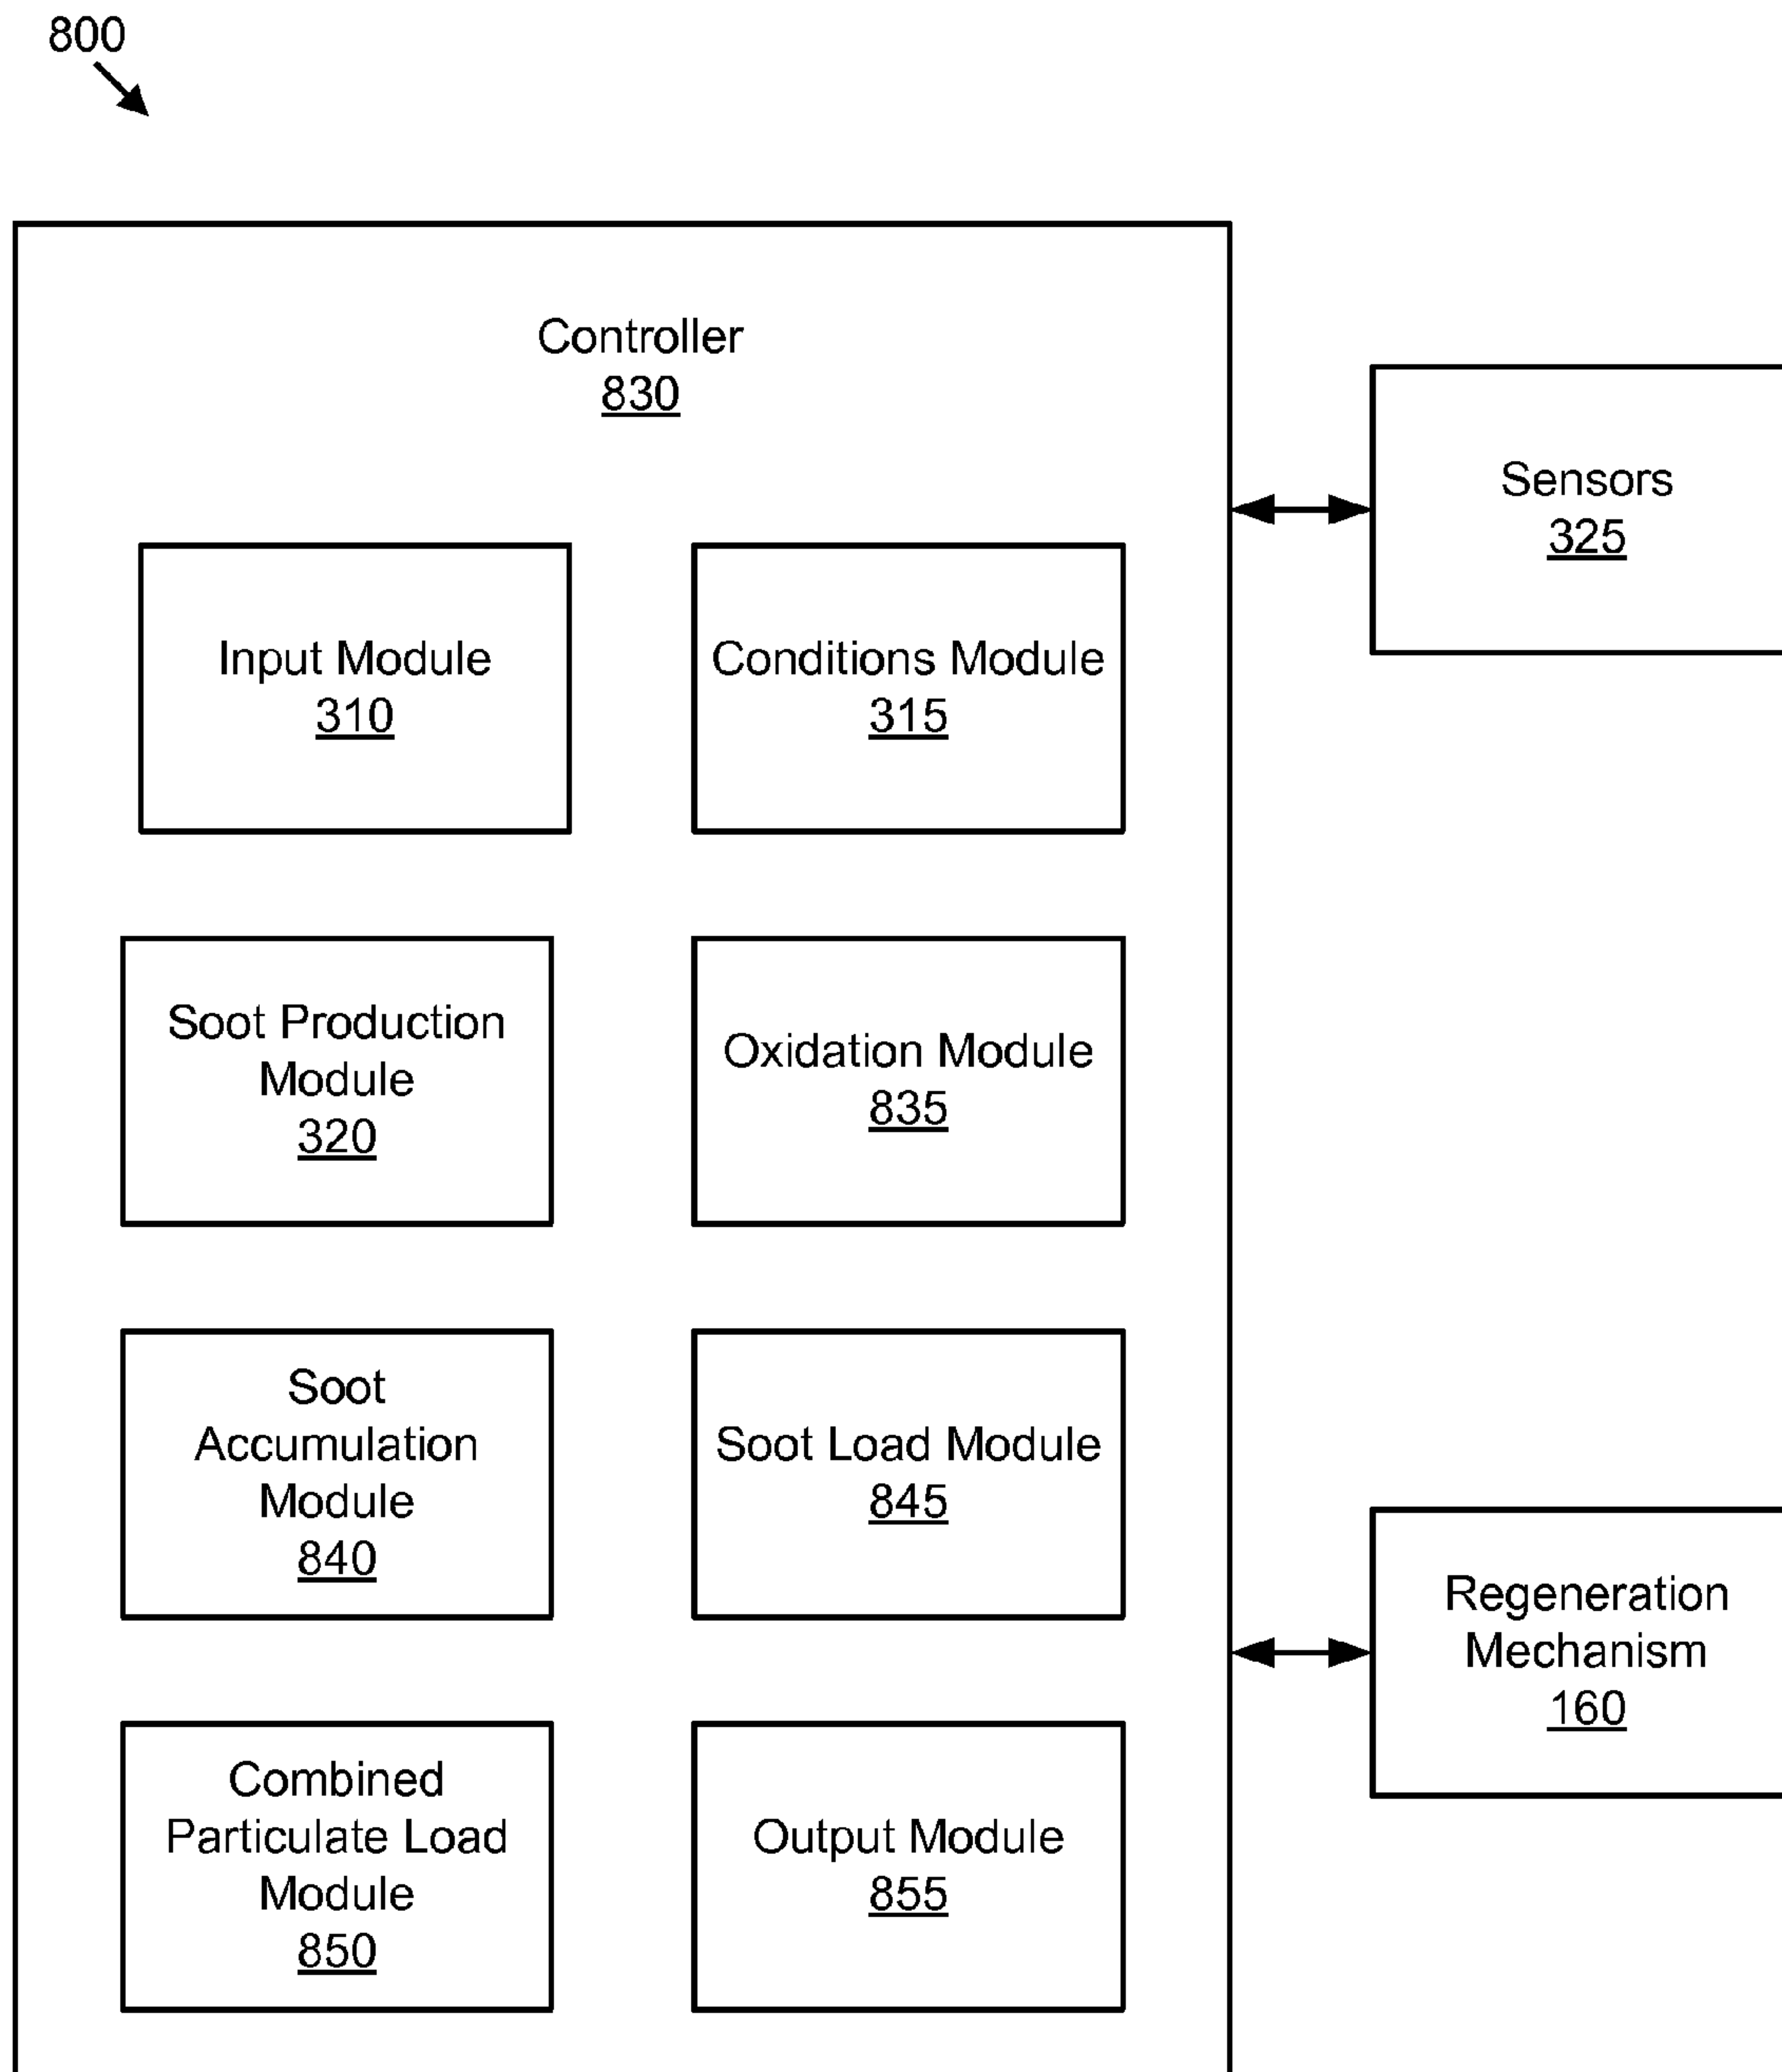 800
Controller
830
Sensors
325
Input Module
310
Conditions Module
315
Soot Production
Module
320
Oxidation Module
835
Soot
Accumulation
Module
840
Soot Load Module
845
Regeneration
Mechanism
160
Combined
Particulate Load
Module
850
Output Module
855